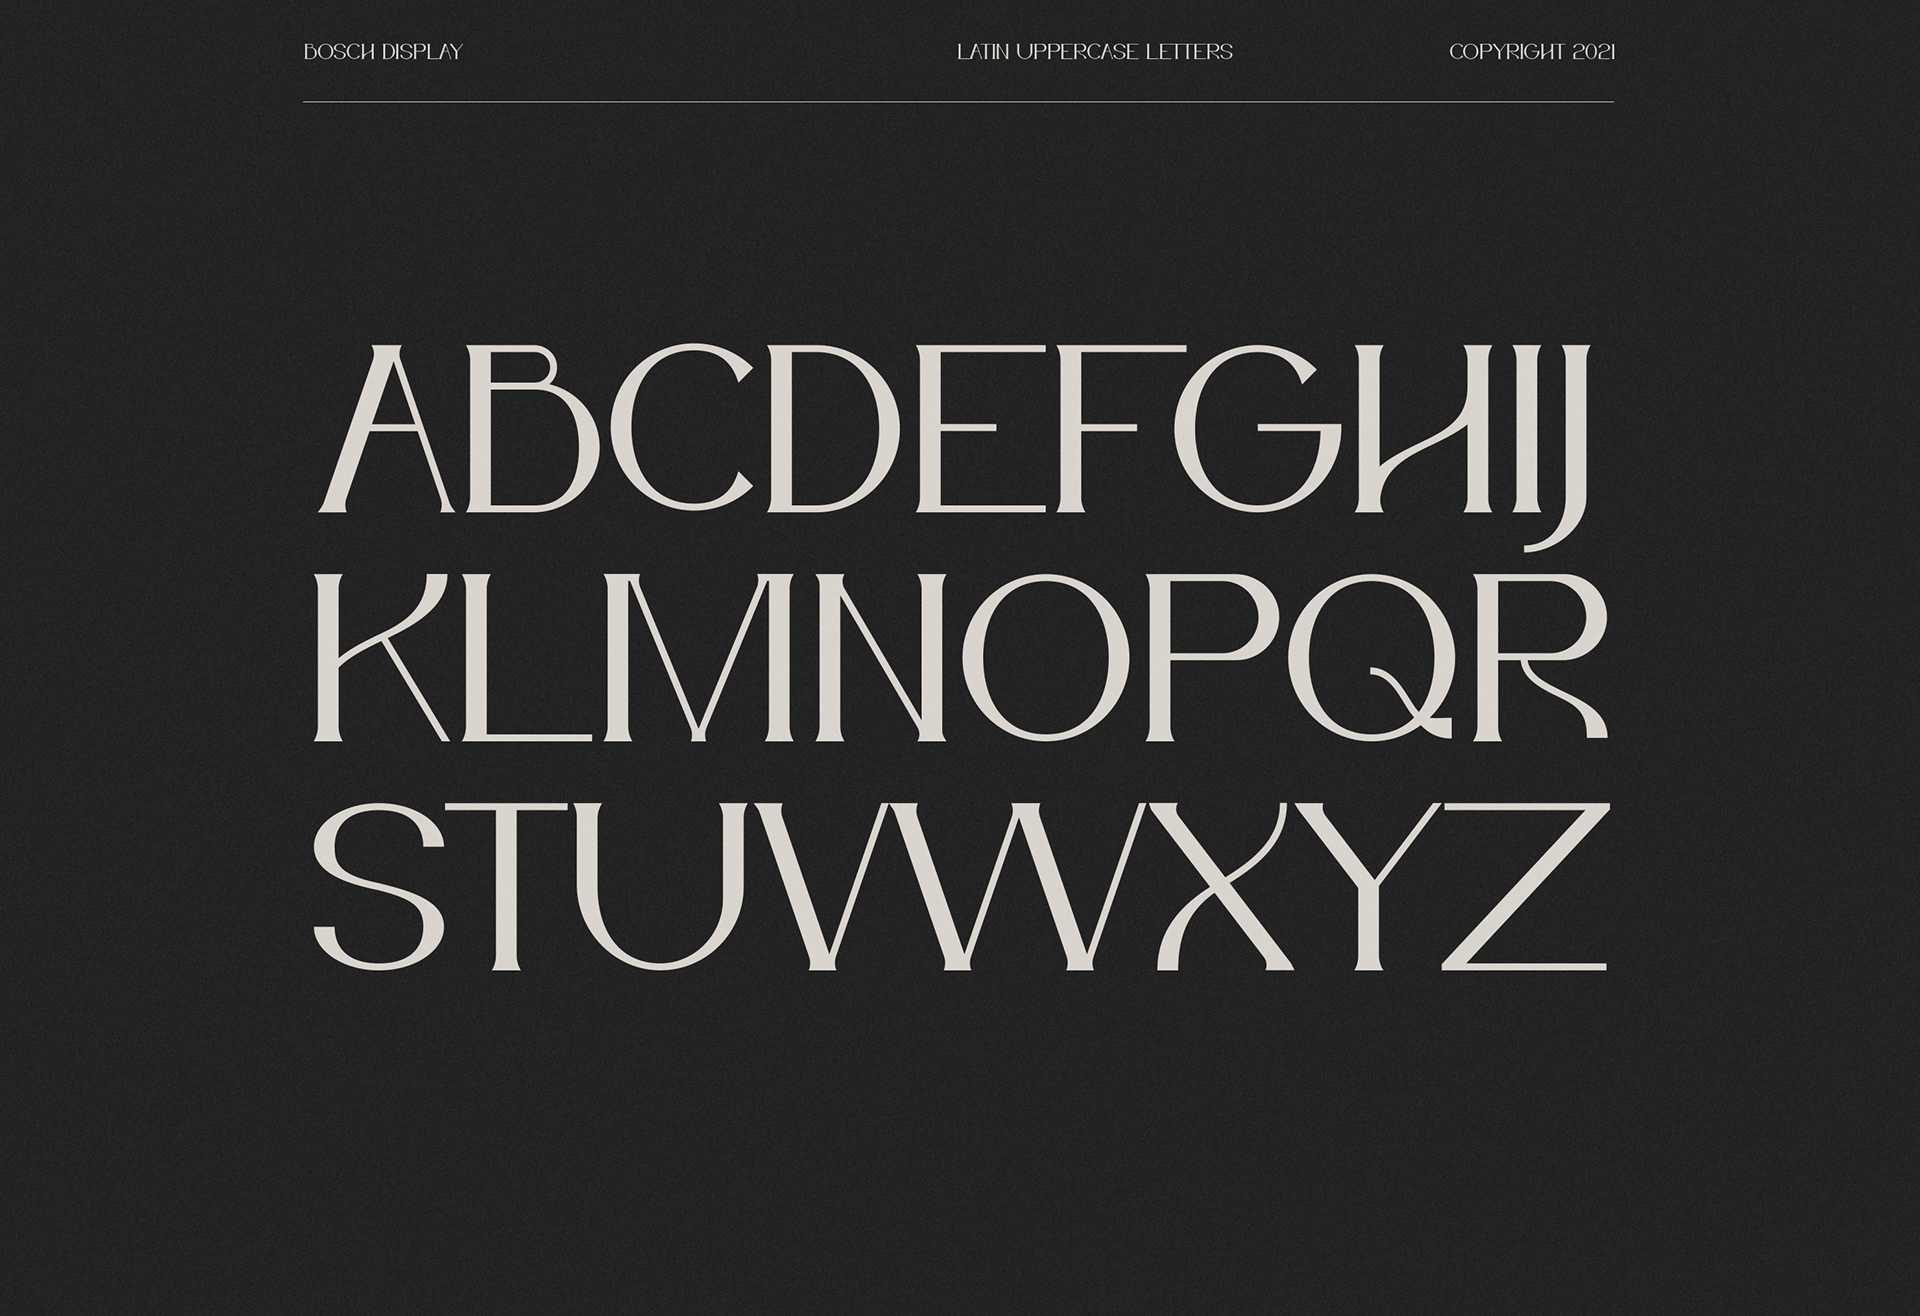 BOSCH DISPLAY
LATIN UPPERCASE LETTERS
COPYRIGHT 2021
ABCDEFGHIJ
KLMNOPQR
STUVWXYZ